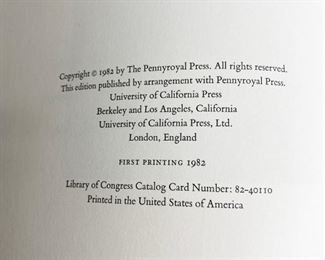 Copyright © 1982 by The Pennyroyal Press. All rights reserved.
This edition published by arrangement with Pennyroyal Press.
University of California Press
Berkeley and Los Angeles, California
University of California Press, Ltd.
London, England
FIRST PRINTING 1982
Library of Congress Catalog Card Number: 82-40110
Printed in the United States of America